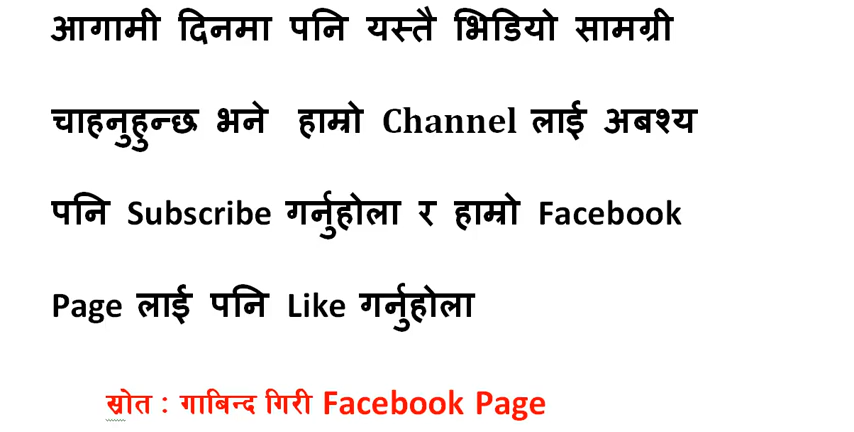 आगामी दिनमा पनि यस्तै भिडियो सामग्री
चाहनुहुन्छ भने हाम्रो Channel लाई अबश्य
पनि Subscribe गर्नुहोला र हाम्रो Facebook
Page लाई पनि Like गर्नुहोला
स्रोत : गाबिन्द गिरी Facebook Page